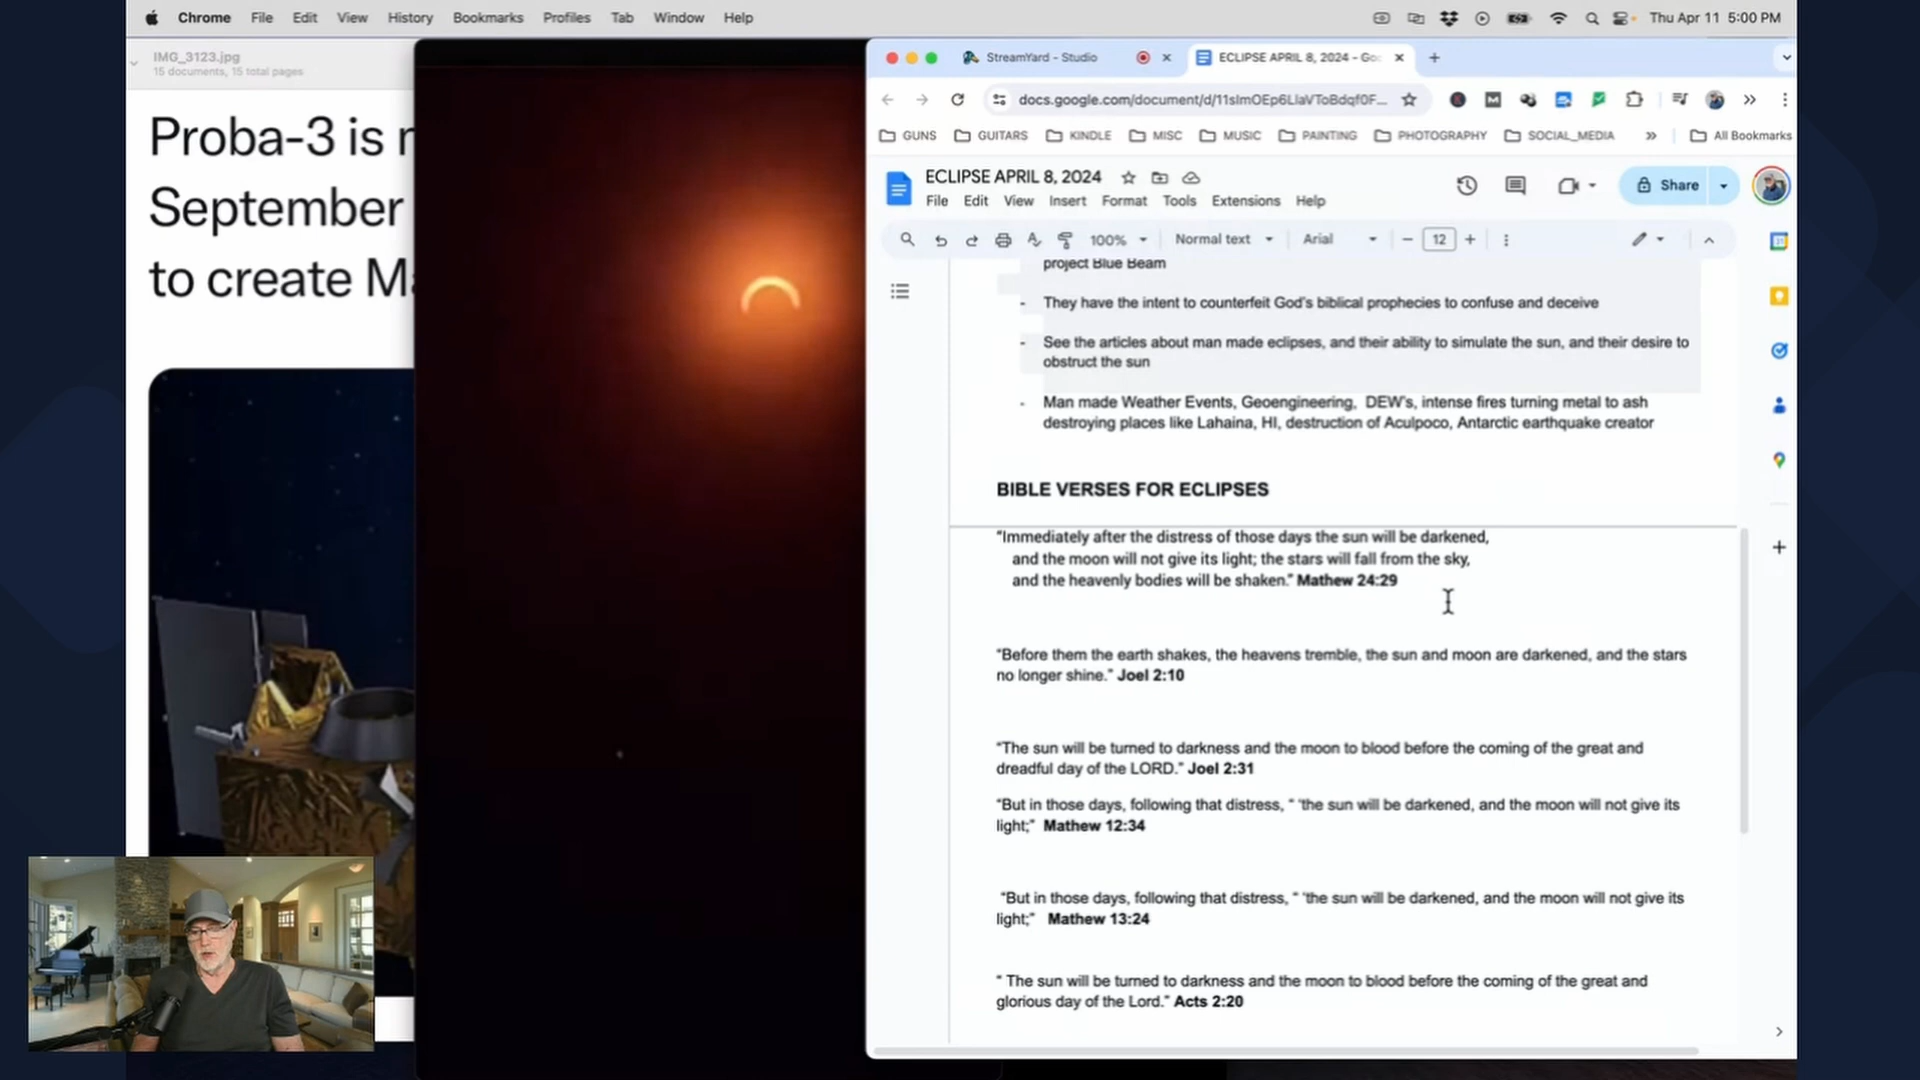 Chrome File Edit View History Bookmarks Profiles Tab Window Help Thu Apr 11 5:00 PM
IMG_3123.jpg
15 documents, 15 total pages
Proba-3 is
September
to create
StreamYard - Studio ECLIPSE APRIL 8, 2024 - Goo
docs.google.com/document/d/11slmOEp6LlaVToBdqf0F...
GUNS GUITARS KINDLE MISC MUSIC PAINTING PHOTOGRAPHY SOCIAL_MEDIA » All Bookmarks
ECLIPSE APRIL 8, 2024
Share
File Edit View Insert Format Tools Extensions Help
100% Normal text Arial − 12 +
project Blue Beam
- They have the intent to counterfeit God's biblical prophecies to confuse and deceive
- See the articles about man made eclipses, and their ability to simulate the sun, and their desire to
obstruct the sun
- Man made Weather Events, Geoengineering, DEW's, intense fires turning metal to ash
destroying places like Lahaina, HI, destruction of Aculpoco, Antarctic earthquake creator
BIBLE VERSES FOR ECLIPSES
"Immediately after the distress of those days the sun will be darkened,
and the moon will not give its light; the stars will fall from the sky,
and the heavenly bodies will be shaken." Mathew 24:29
"Before them the earth shakes, the heavens tremble, the sun and moon are darkened, and the stars
no longer shine." Joel 2:10
"The sun will be turned to darkness and the moon to blood before the coming of the great and
dreadful day of the LORD." Joel 2:31
"But in those days, following that distress, " 'the sun will be darkened, and the moon will not give its
light;" Mathew 12:34
"But in those days, following that distress, " 'the sun will be darkened, and the moon will not give its
light;" Mathew 13:24
" The sun will be turned to darkness and the moon to blood before the coming of the great and
glorious day of the Lord." Acts 2:20